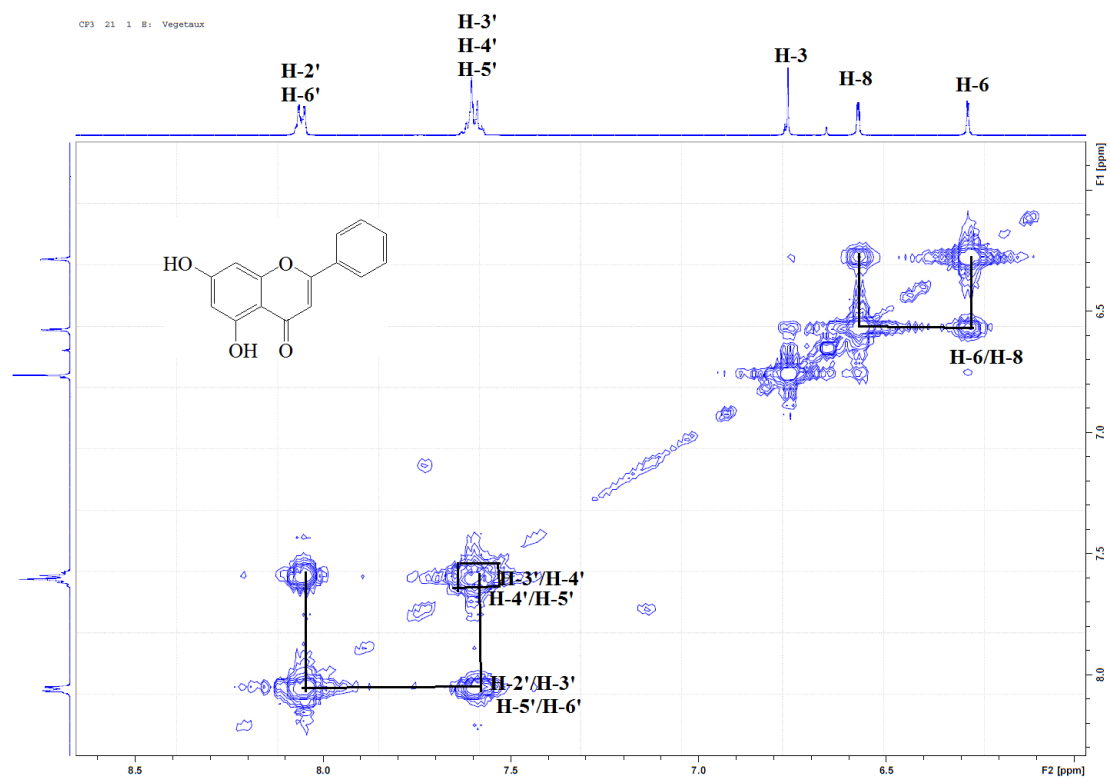 CP3 21 1 E: Vegetaux
H-2'
H-6'
H-3'
H-4'
H-5'
H-3
H-8
H-6
F1 [ppm]
HO
O
OH
O
6.5
H-6/H-8
7.0
7.5
H-3'/H-4'
H-4'/H-5'
8.0
H-2'/H-3'
H-5'/H-6'
8.5
8.0
7.5
7.0
6.5
F2 [ppm]